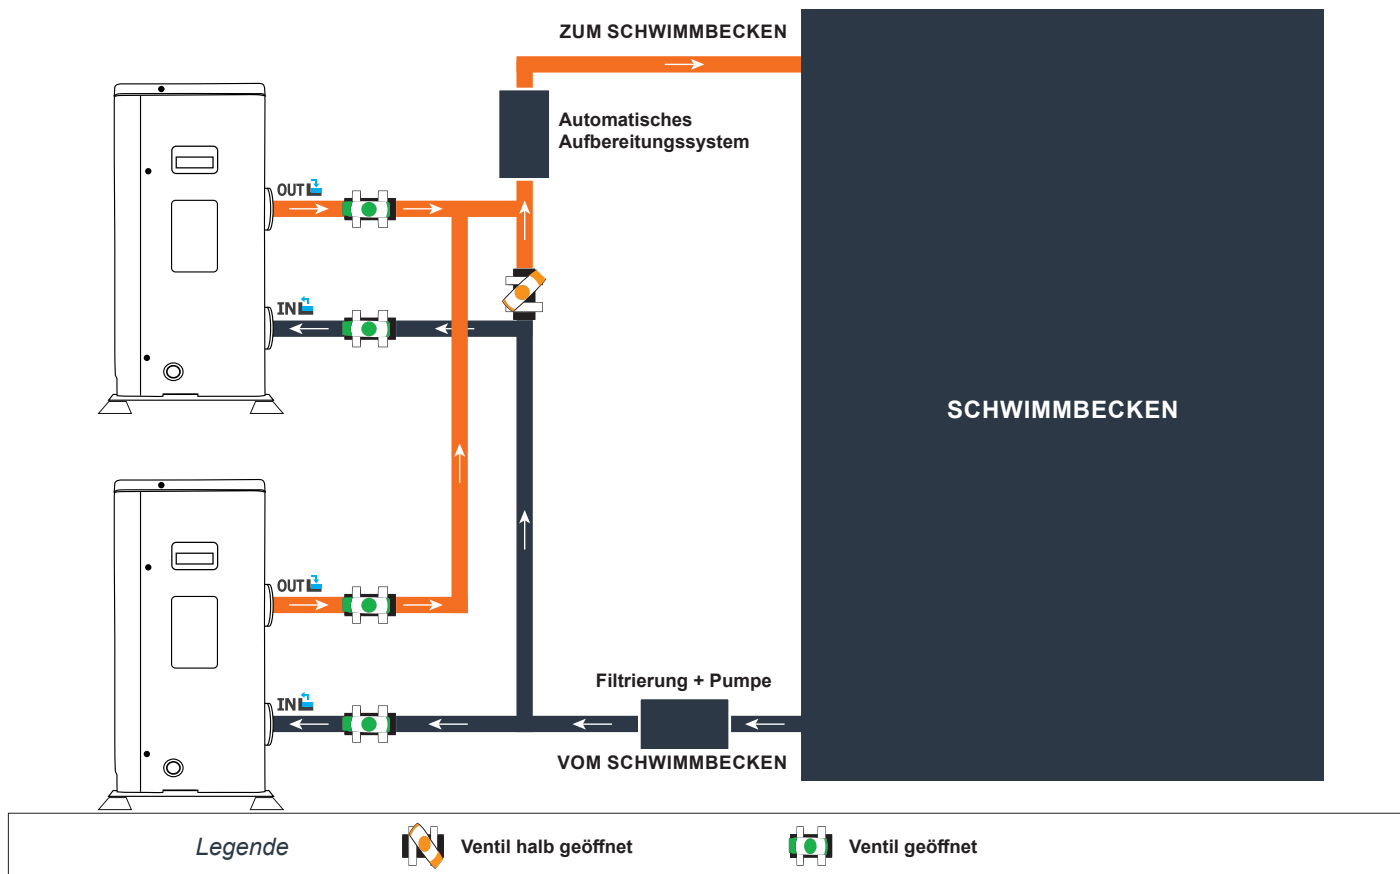 ZUM SCHWIMMBECKEN
Automatisches
Aufbereitungssystem
OUT
IN
SCHWIMMBECKEN
OUT
IN
Filtrierung + Pumpe
VOM SCHWIMMBECKEN
Legende
Ventil halb geöffnet
Ventil geöffnet